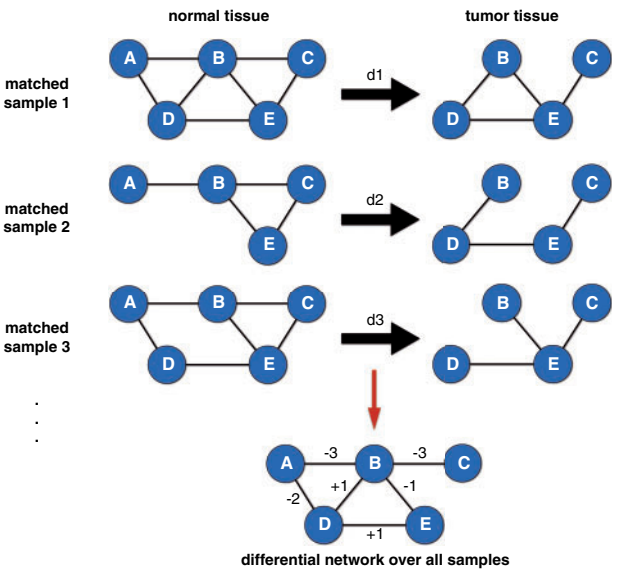 normal tissue
tumor tissue
matched
sample 1
A
B
C
D
E
d1
B
C
D
E
matched
sample 2
A
B
C
E
d2
B
C
D
E
matched
sample 3
A
B
C
D
E
d3
B
C
D
E
.
.
.
A
-3
B
-3
C
-2
+1
-1
D
+1
E
differential network over all samples